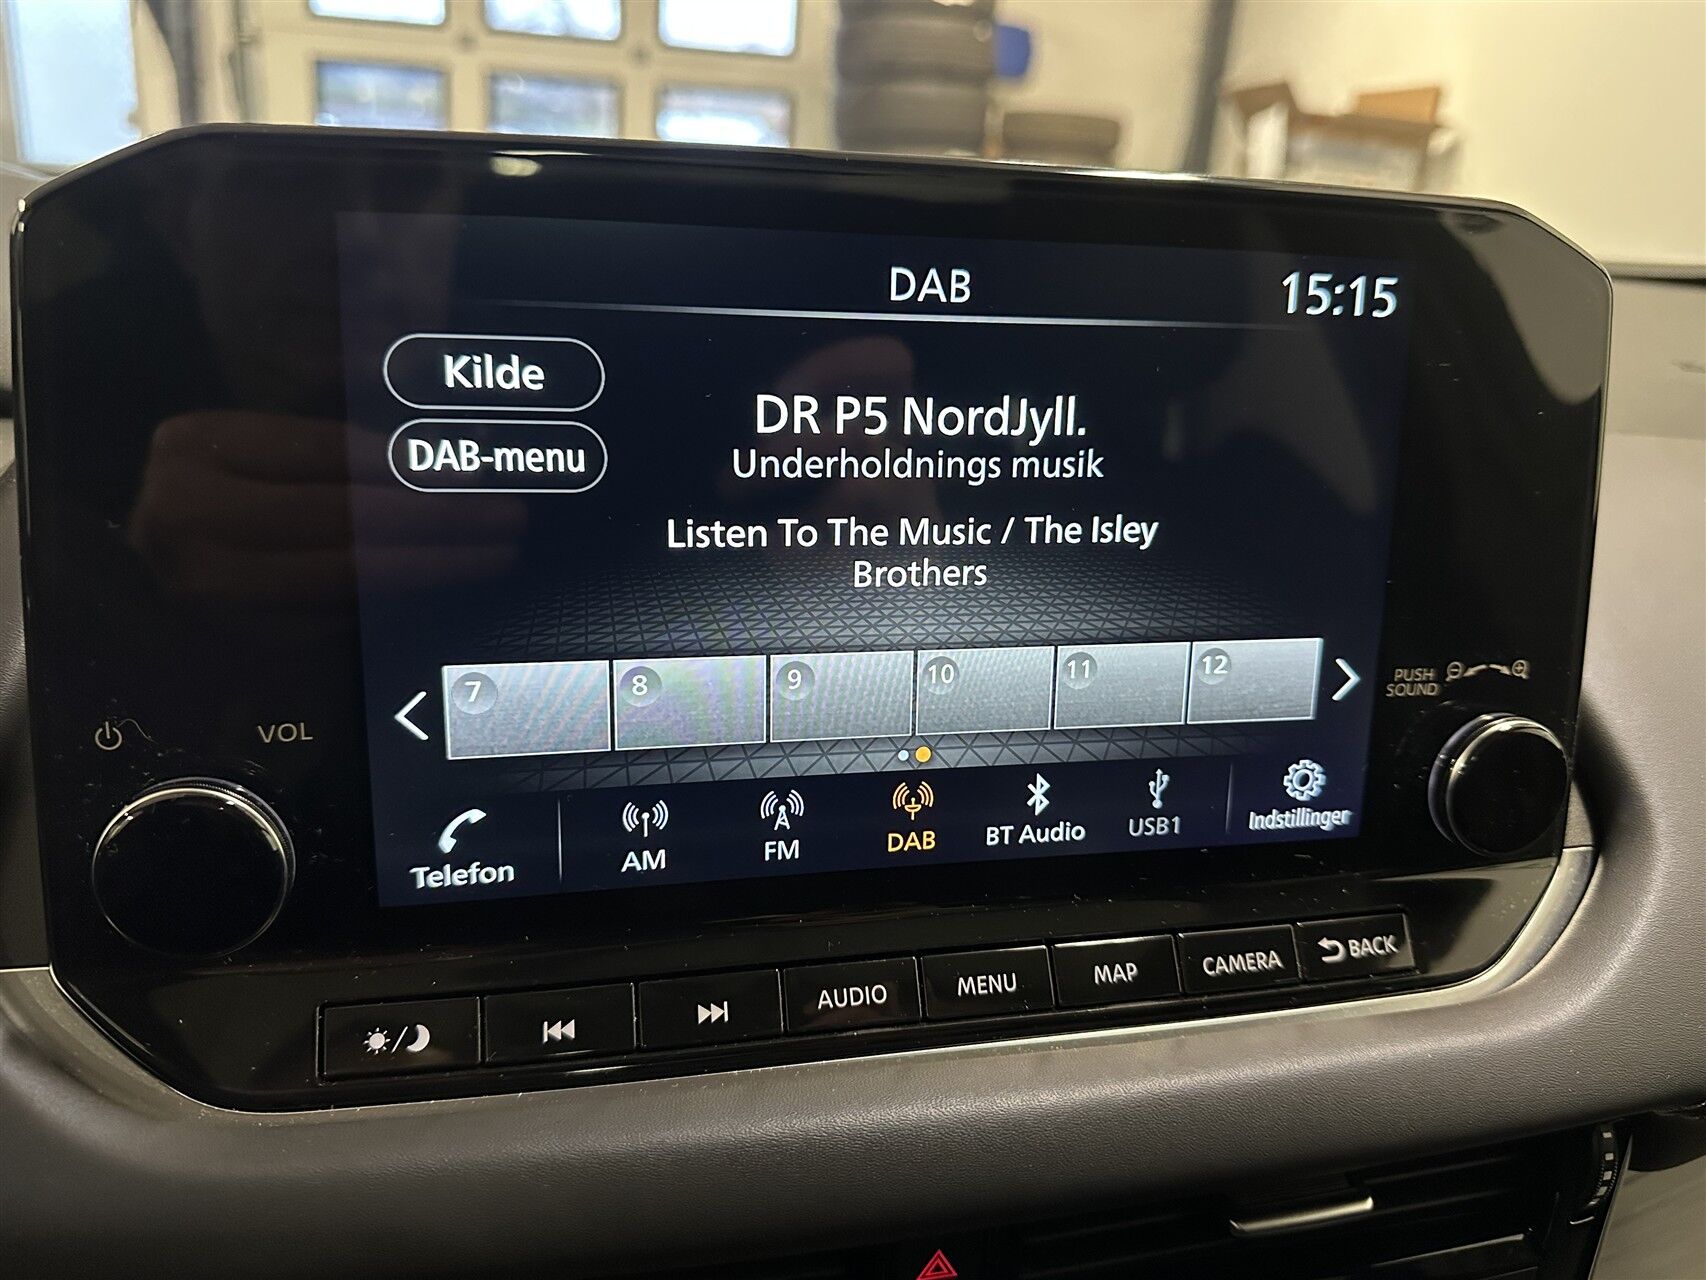 DAB
15:15
Kilde
DAB-menu
DR P5 NordJyll.
Underholdnings musik
Listen To The Music / The Isley
Brothers
7
8
9
10
11
12
PUSH
SOUND
VOL
Telefon
AM
FM
DAB
BT Audio
USB1
Indstillinger
AUDIO
MENU
MAP
CAMERA
BACK